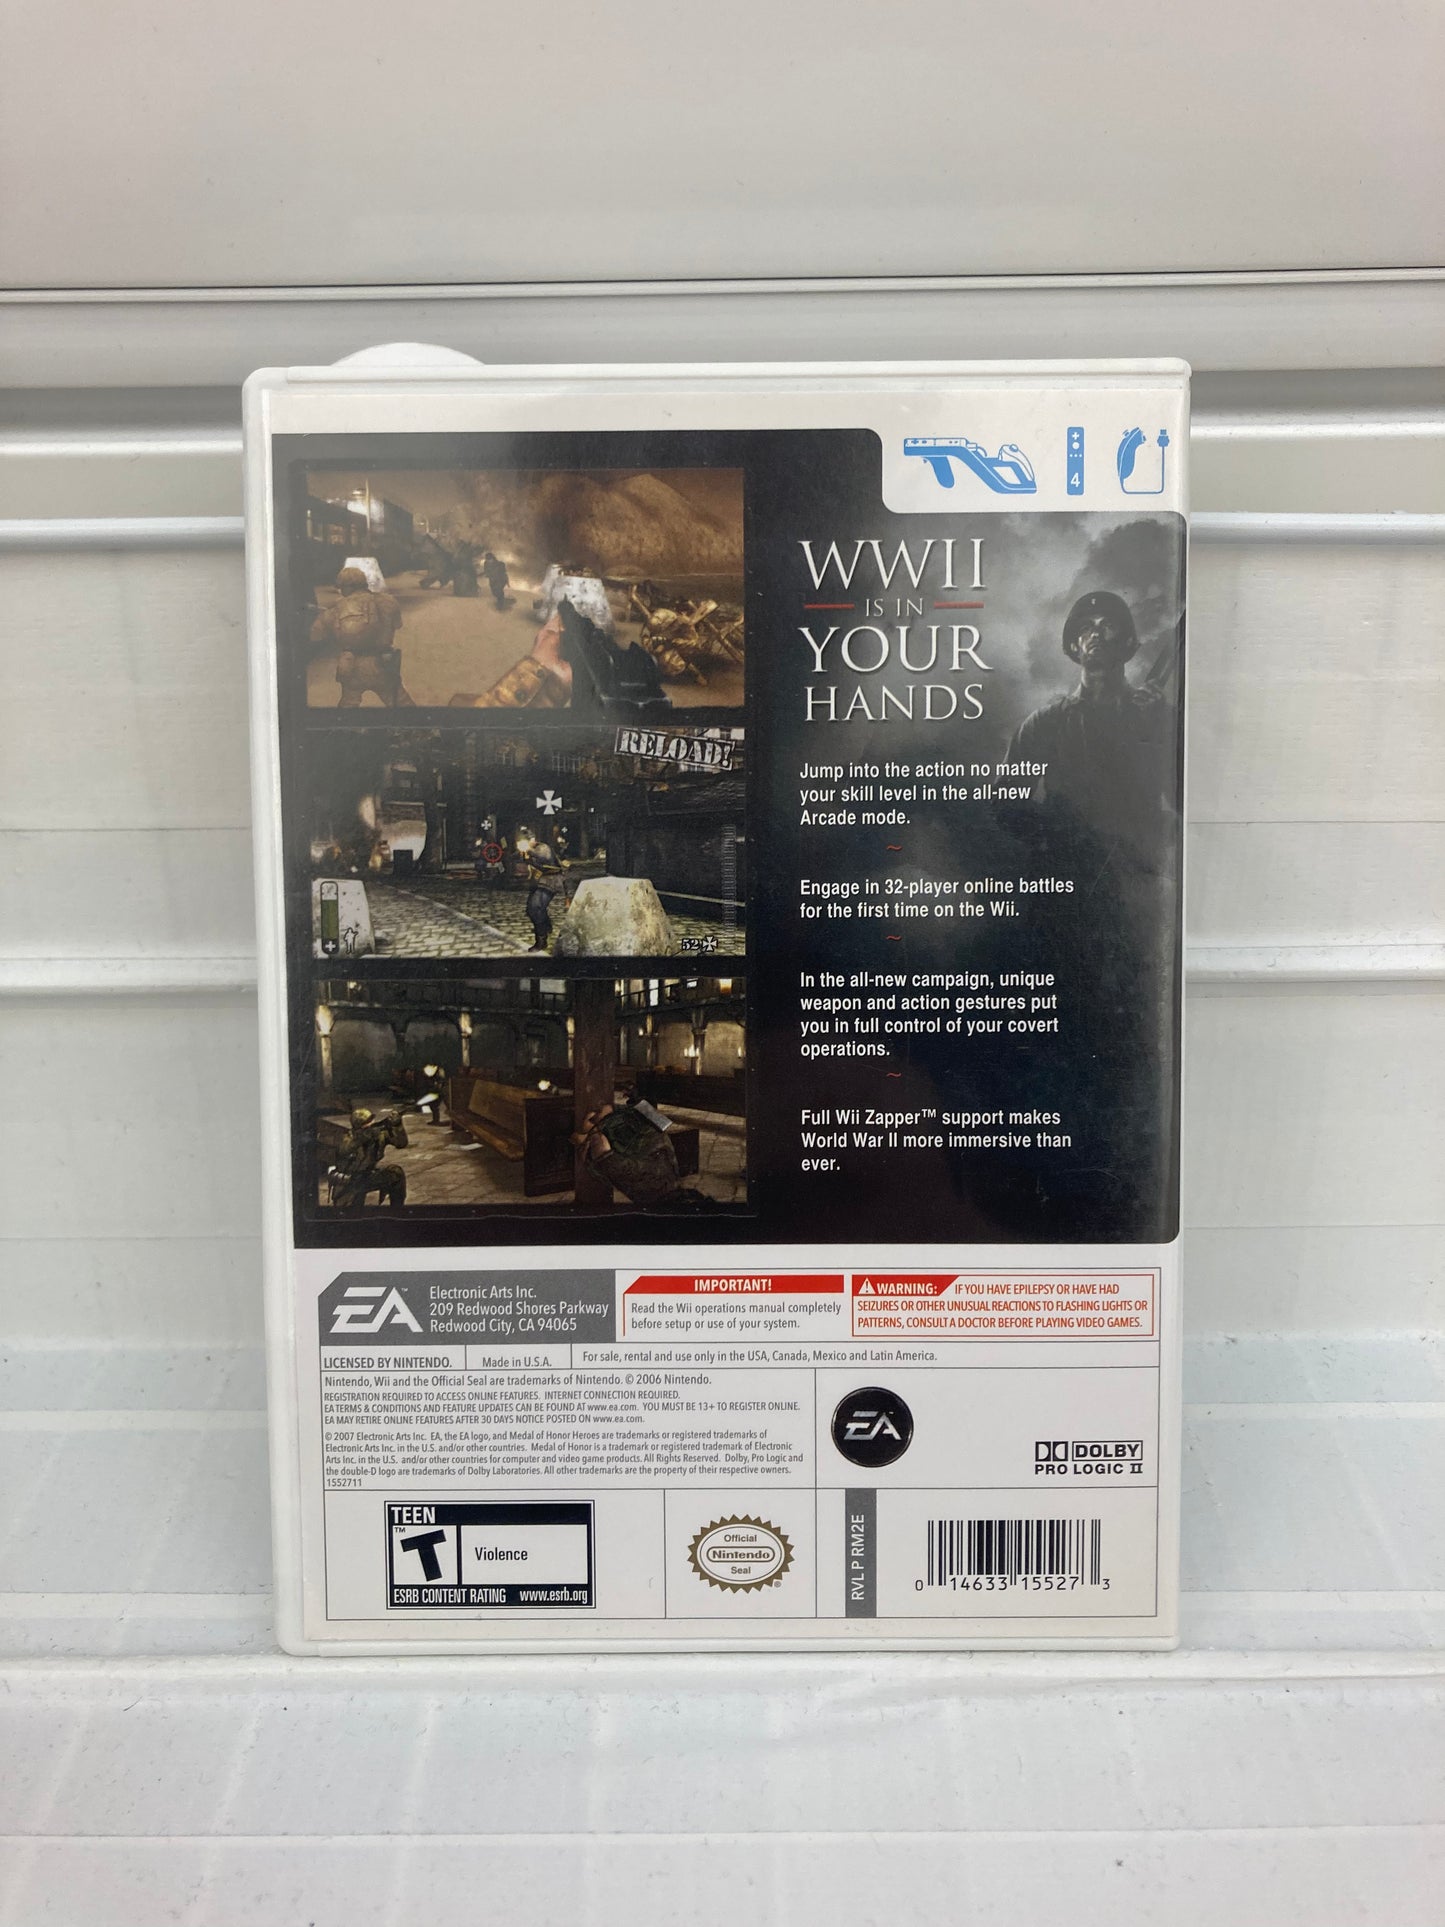 4
WWII
IS IN
YOUR
HANDS
RELOAD!
52
Jump into the action no matter
your skill level in the all-new
Arcade mode.
~
Engage in 32-player online battles
for the first time on the Wii.
~
In the all-new campaign, unique
weapon and action gestures put
you in full control of your covert
operations.
~
Full Wii Zapper™ support makes
World War II more immersive than
ever.
EA™
Electronic Arts Inc.
209 Redwood Shores Parkway
Redwood City, CA 94065
IMPORTANT!
Read the Wii operations manual completely
before setup or use of your system.
WARNING: IF YOU HAVE EPILEPSY OR HAVE HAD
SEIZURES OR OTHER UNUSUAL REACTIONS TO FLASHING LIGHTS OR
PATTERNS, CONSULT A DOCTOR BEFORE PLAYING VIDEO GAMES.
LICENSED BY NINTENDO.
Made in U.S.A.
For sale, rental and use only in the USA, Canada, Mexico and Latin America.
Nintendo, Wii and the Official Seal are trademarks of Nintendo. © 2006 Nintendo.
REGISTRATION REQUIRED TO ACCESS ONLINE FEATURES. INTERNET CONNECTION REQUIRED.
EA TERMS & CONDITIONS AND FEATURE UPDATES CAN BE FOUND AT www.ea.com. YOU MUST BE 13+ TO REGISTER ONLINE.
EA MAY RETIRE ONLINE FEATURES AFTER 30 DAYS NOTICE POSTED ON www.ea.com.
© 2007 Electronic Arts Inc. EA, the EA logo, and Medal of Honor Heroes are trademarks or registered trademarks of
Electronic Arts Inc. in the U.S. and/or other countries. Medal of Honor is a trademark or registered trademark of Electronic
Arts Inc. in the U.S. and/or other countries for computer and video game products. All Rights Reserved. Dolby, Pro Logic and
the double-D logo are trademarks of Dolby Laboratories. All other trademarks are the property of their respective owners.
1552711
EA
DOLBY
PRO LOGIC II
TEEN
T™
Violence
ESRB CONTENT RATING www.esrb.org
Official
Nintendo
Seal
®
RVL P RM2E
0 14633 15527 3